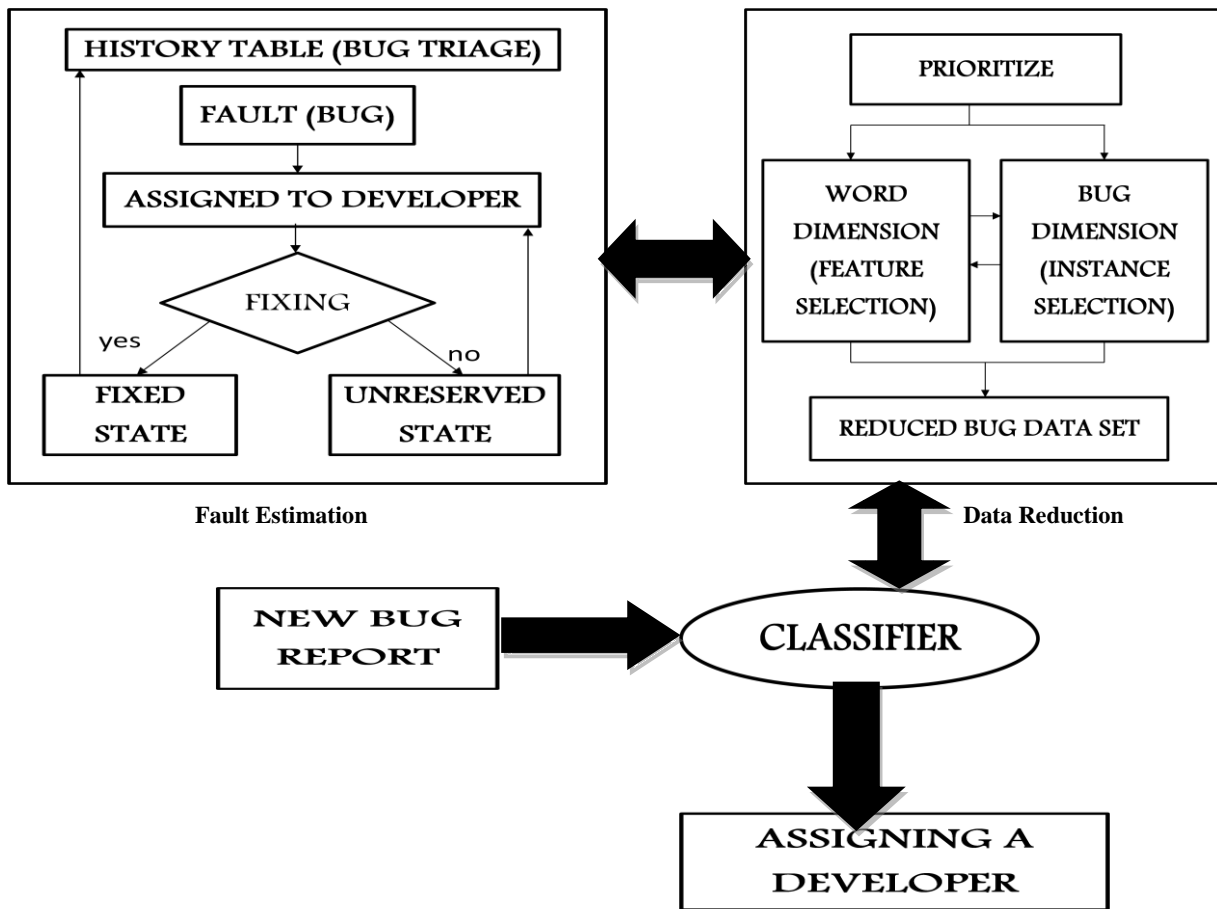 HISTORY TABLE (BUG TRIAGE)
FAULT (BUG)
ASSIGNED TO DEVELOPER
FIXING
yes
no
FIXED
STATE
UNRESERVED
STATE
Fault Estimation
PRIORITIZE
WORD
DIMENSION
(FEATURE
SELECTION)
BUG
DIMENSION
(INSTANCE
SELECTION)
REDUCED BUG DATA SET
Data Reduction
NEW BUG
REPORT
CLASSIFIER
ASSIGNING A
DEVELOPER